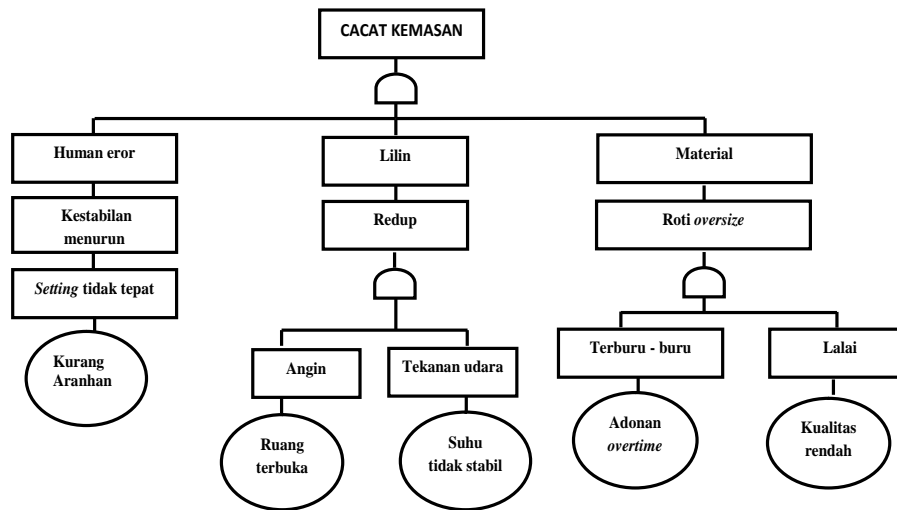 CACAT KEMASAN
Human eror
Lilin
Material
Kestabilan
menurun
Redup
Roti oversize
Setting tidak tepat
Kurang
Aranhan
Angin
Tekanan udara
Terburu - buru
Lalai
Ruang
terbuka
Suhu
tidak stabil
Adonan
overtime
Kualitas
rendah